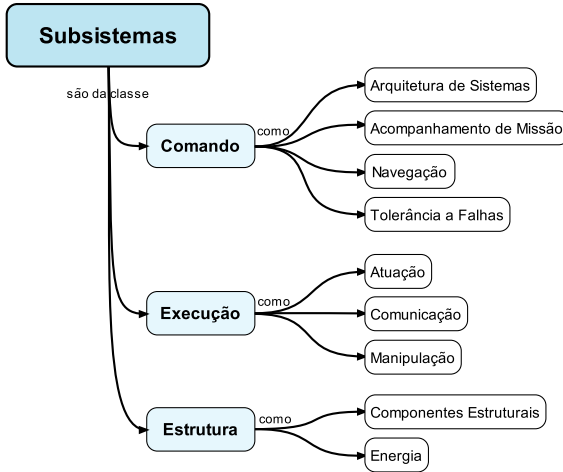 Subsistemas
são da classe
Comando
como
Arquitetura de Sistemas
Acompanhamento de Missão
Navegação
Tolerância a Falhas
Execução
como
Atuação
Comunicação
Manipulação
Estrutura
como
Componentes Estruturais
Energia